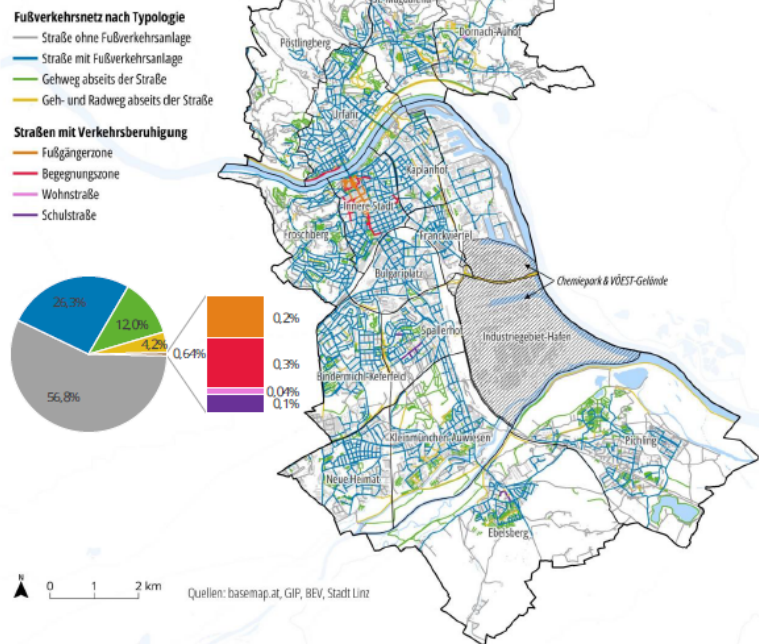 Fußverkehrsnetz nach Typologie
Straße ohne Fußverkehrsanlage
Straße mit Fußverkehrsanlage
Gehweg abseits der Straße
Geh- und Radweg abseits der Straße
Straßen mit Verkehrsberuhigung
Fußgängerzone
Begegnungszone
Wohnstraße
Schulstraße
26,3%
12,0%
4,2%
0,64%
56,8%
0,2%
0,3%
0,04%
0,1%
Pöstlingberg
Dornach-Auhof
Urfahr
Kaplanhof
Innere Stadt
Froschberg
Franckviertel
Bulgariplatz
Chemiepark & VÖEST-Gelände
Spallerhof
Industriegebiet-Hafen
Bindermichl-Keferfeld
Kleinmünchen-Auwiesen
Pichling
Neue Heimat
Ebelsberg
N
0 1 2 km
Quellen: basemap.at, GIP, BEV, Stadt Linz